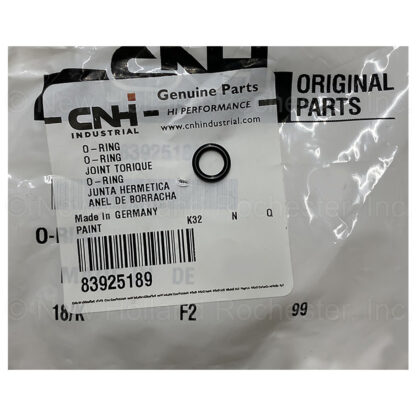 CNH
INDUSTRIAL
Genuine Parts
HI PERFORMANCE
www.cnhindustrial.com
ORIGINAL
PARTS
O-RING
O-RING
JOINT TORIQUE
O-RING
JUNTA HERMETICA
ANEL DE BORRACHA
Made in GERMANY K32 N Q
PAINT
83925189 DE
F2 99